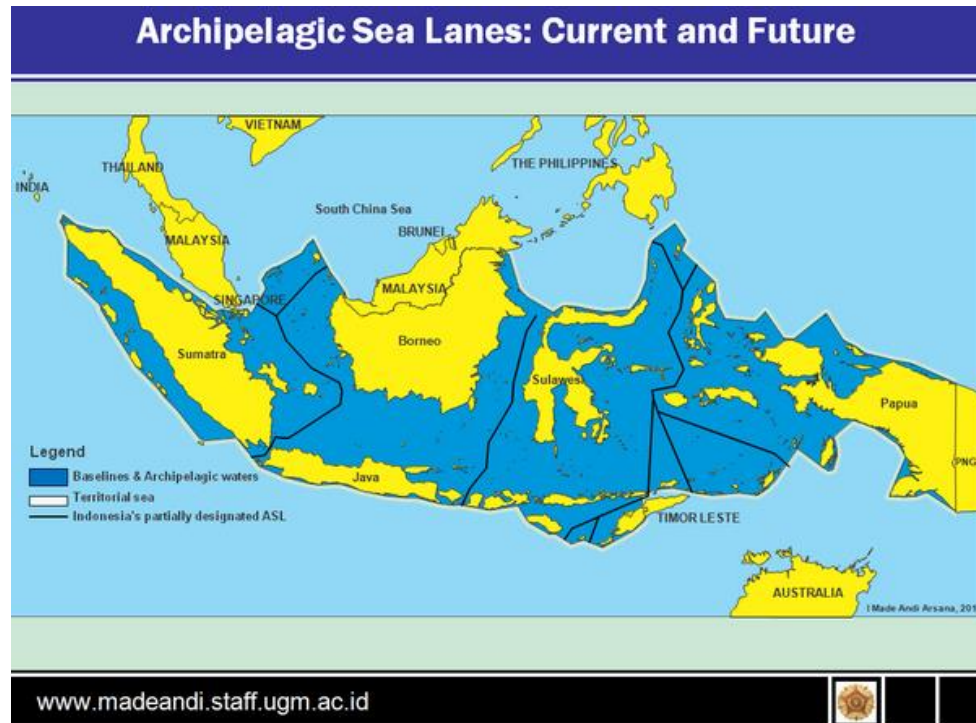 Archipelagic Sea Lanes: Current and Future
VIETNAM
THAILAND
THE PHILIPPINES
INDIA
South China Sea
BRUNEI
MALAYSIA
MALAYSIA
SINGAPORE
Borneo
Sumatra
Sulawesi
Papua
Legend
PNG
Baselines & Archipelagic waters
Java
Territorial sea
Indonesia's partially designated ASL
TIMOR LESTE
AUSTRALIA
I Made Andi Arsana, 201
www.madeandi.staff.ugm.ac.id